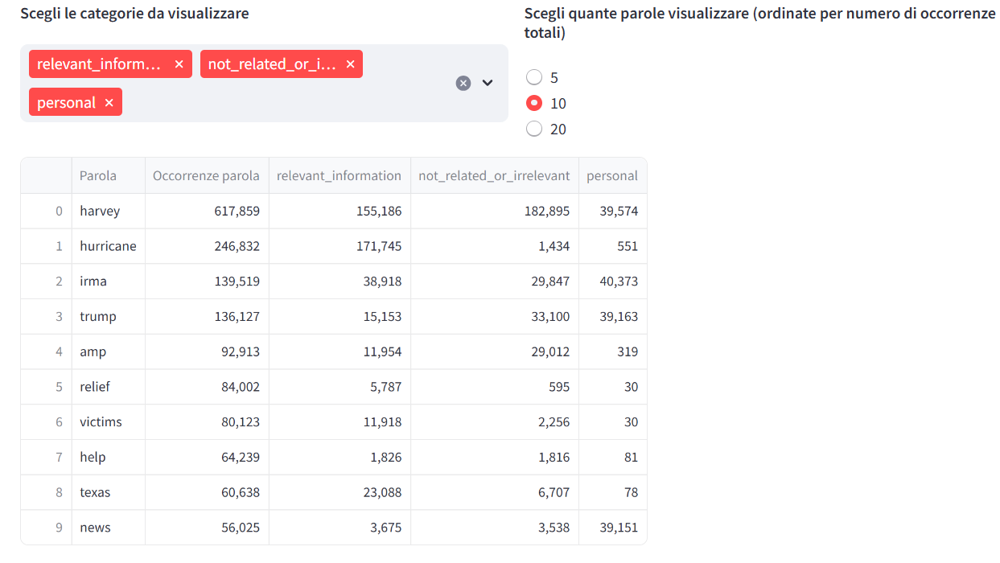 Scegli le categorie da visualizzare
relevant_inform... ×
not_related_or_i... ×
personal ×
Scegli quante parole visualizzare (ordinate per numero di occorrenze
totali)
5
10
20
Parola Occorrenze parola relevant_information not_related_or_irrelevant personal
0 harvey 617,859 155,186 182,895 39,574
1 hurricane 246,832 171,745 1,434 551
2 irma 139,519 38,918 29,847 40,373
3 trump 136,127 15,153 33,100 39,163
4 amp 92,913 11,954 29,012 319
5 relief 84,002 5,787 595 30
6 victims 80,123 11,918 2,256 30
7 help 64,239 1,826 1,816 81
8 texas 60,638 23,088 6,707 78
9 news 56,025 3,675 3,538 39,151